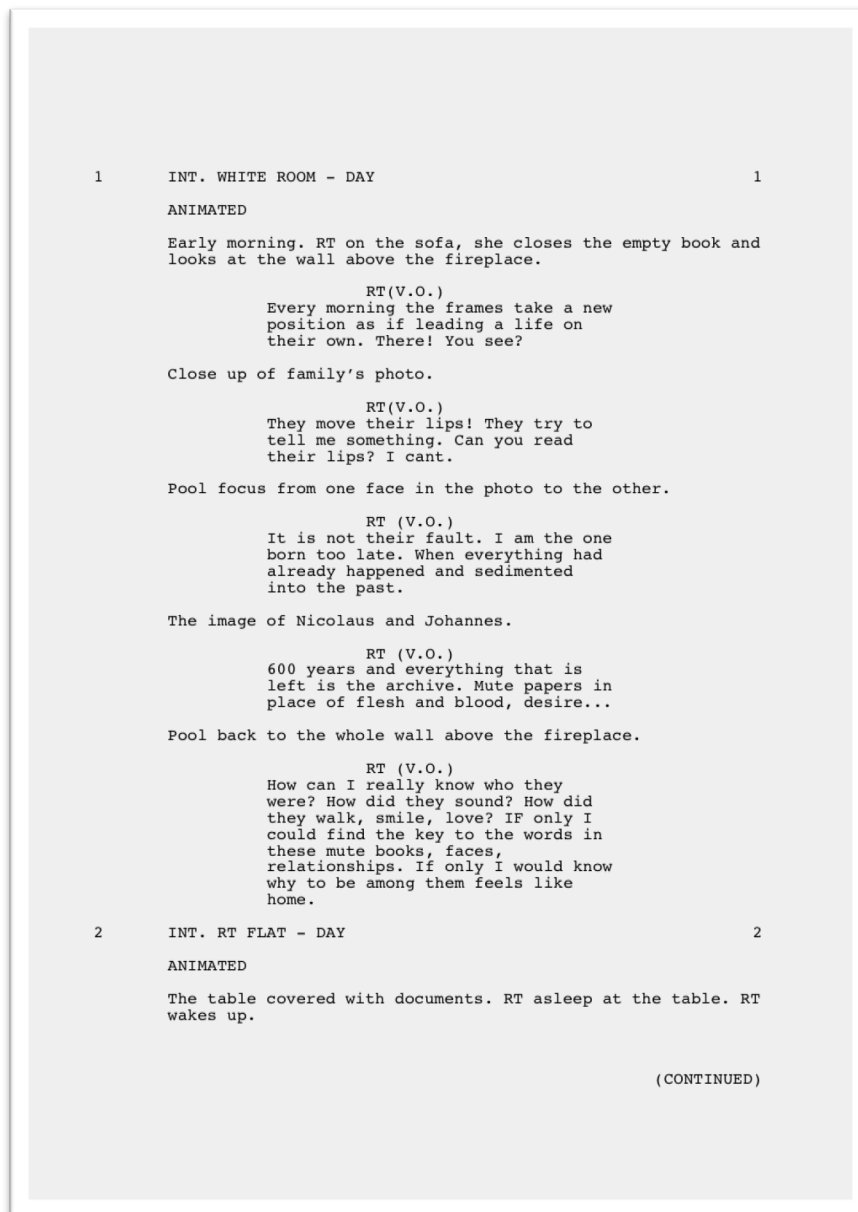 1 INT. WHITE ROOM - DAY 1
ANIMATED
Early morning. RT on the sofa, she closes the empty book and
looks at the wall above the fireplace.
RT(V.O.)
Every morning the frames take a new
position as if leading a life on
their own. There! You see?
Close up of family's photo.
RT(V.O.)
They move their lips! They try to
tell me something. Can you read
their lips? I cant.
Pool focus from one face in the photo to the other.
RT (V.O.)
It is not their fault. I am the one
born too late. When everything had
already happened and sedimented
into the past.
The image of Nicolaus and Johannes.
RT (V.O.)
600 years and everything that is
left is the archive. Mute papers in
place of flesh and blood, desire...
Pool back to the whole wall above the fireplace.
RT (V.O.)
How can I really know who they
were? How did they sound? How did
they walk, smile, love? IF only I
could find the key to the words in
these mute books, faces,
relationships. If only I would know
why to be among them feels like
home.
2 INT. RT FLAT - DAY 2
ANIMATED
The table covered with documents. RT asleep at the table. RT
wakes up.
(CONTINUED)